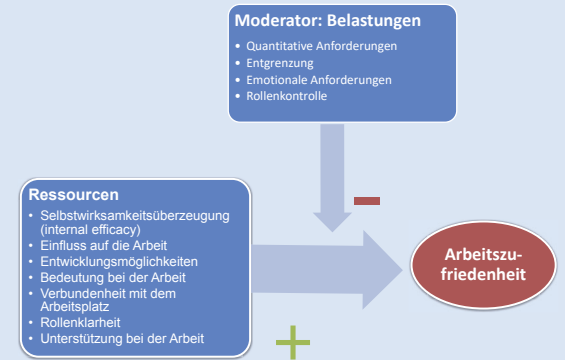 Moderator: Belastungen
• Quantitative Anforderungen
• Entgrenzung
• Emotionale Anforderungen
• Rollenkontrolle
Ressourcen
• Selbstwirksamkeitsüberzeugung
(internal efficacy)
• Einfluss auf die Arbeit
• Entwicklungsmöglichkeiten
• Bedeutung bei der Arbeit
• Verbundenheit mit dem
Arbeitsplatz
• Rollenklarheit
• Unterstützung bei der Arbeit
Arbeitszu-
friedenheit